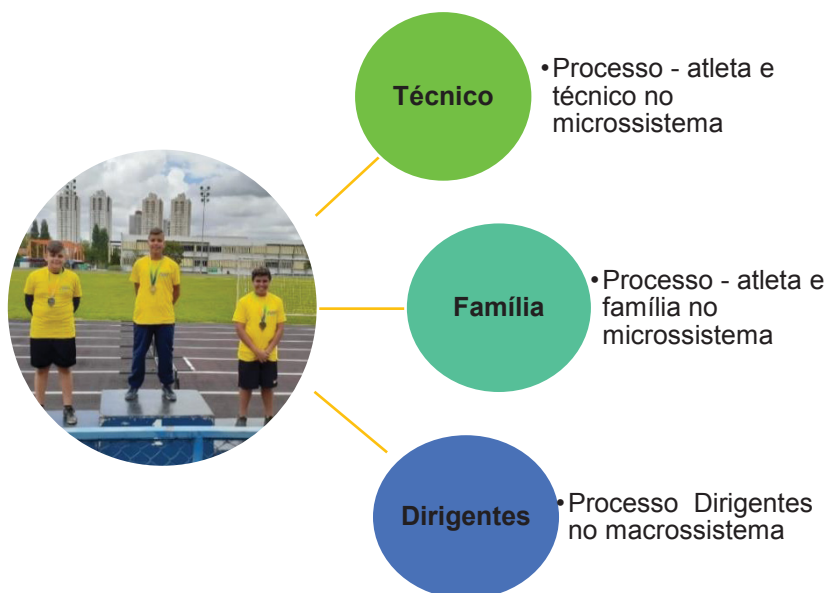 Técnico
•Processo - atleta e
técnico no
microssistema
Família
•Processo - atleta e
família no
microssistema
Dirigentes
•Processo Dirigentes
no macrossistema